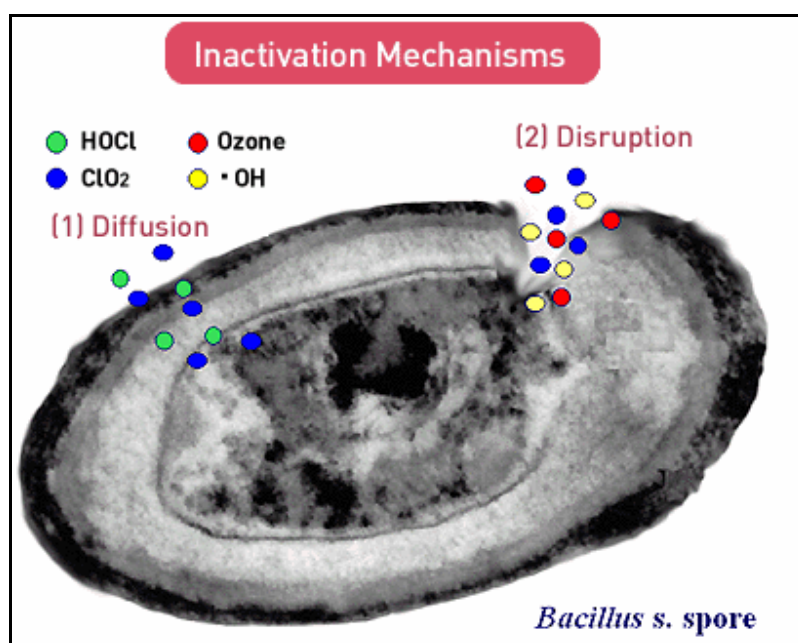 Inactivation Mechanisms
HOCl
Ozone
ClO₂
· OH
(1) Diffusion
(2) Disruption
Bacillus s. spore